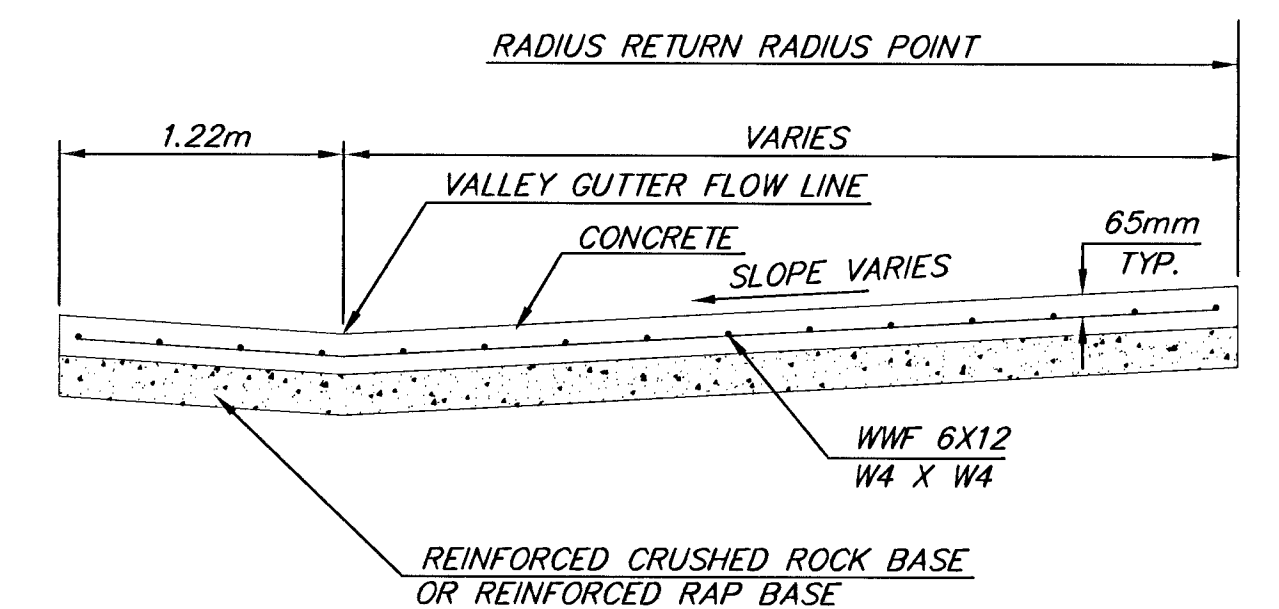 RADIUS RETURN RADIUS POINT
1.22m
VARIES
VALLEY GUTTER FLOW LINE
65mm
TYP.
CONCRETE
SLOPE VARIES
WWF 6X12
W4 X W4
REINFORCED CRUSHED ROCK BASE
OR REINFORCED RAP BASE